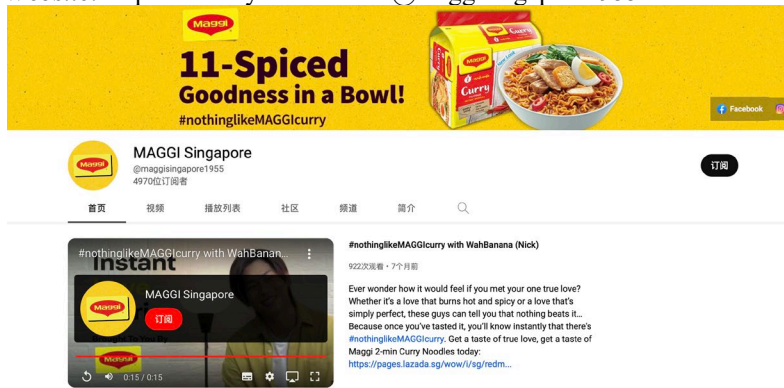 MAGGI
11-Spiced
Goodness in a Bowl!
#nothinglikeMAGGIcurry
MAGGI
Curry
Facebook
MAGGI
MAGGI Singapore
@maggisingapore1955
4970位订阅者
订阅
首页 视频 播放列表 社区 频道 简介
#nothinglikeMAGGIcurry with WahBanan...
Instant
MAGGI
MAGGI Singapore
订阅
MAGGI
0:15 / 0:15
#nothinglikeMAGGIcurry with WahBanana (Nick)
922次观看・7个月前
Ever wonder how it would feel if you met your one true love?
Whether it's a love that burns hot and spicy or a love that's
simply perfect, these guys can tell you that nothing beats it...
Because once you've tasted it, you'll know instantly that there's
#nothinglikeMAGGIcurry. Get a taste of true love, get a taste of
Maggi 2-min Curry Noodles today:
https://pages.lazada.sg/wow/i/sg/redm...